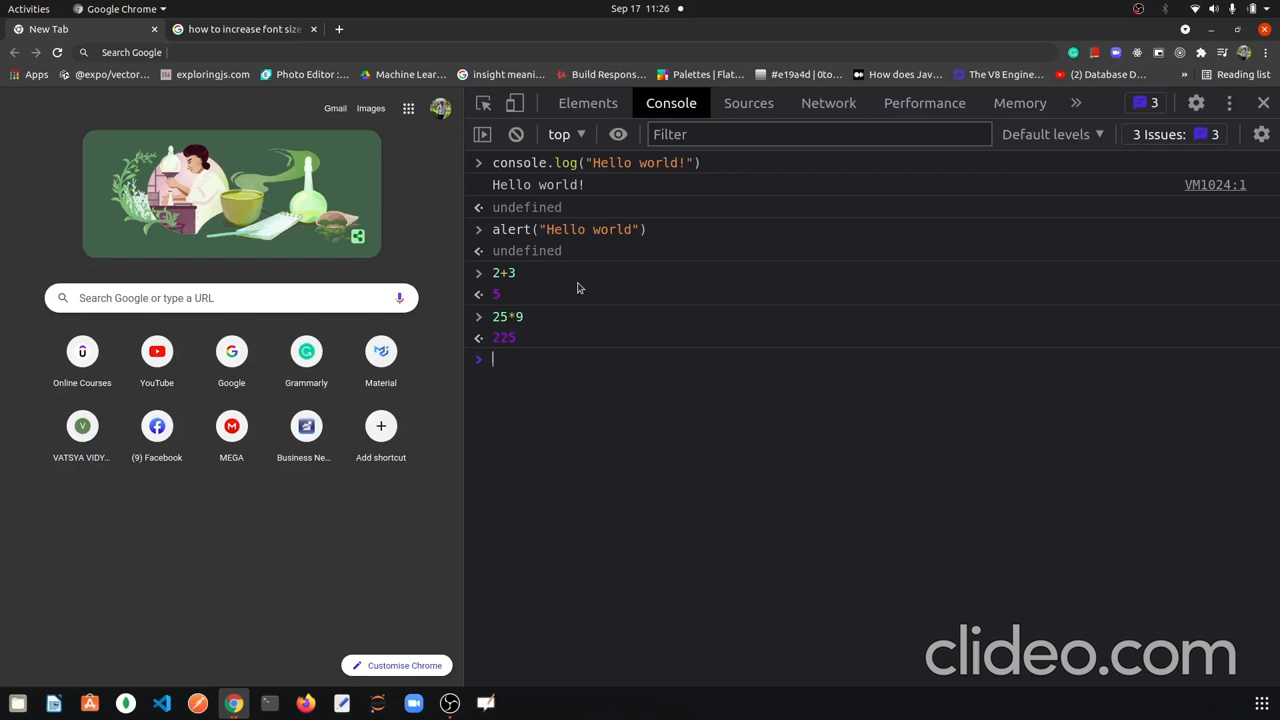 Activities
Google Chrome
Sep 17 11:26
New Tab
how to increase font size
Search Google
Apps
@expo/vector...
exploringjs.com
Photo Editor :...
Machine Lear...
insight meani...
Build Respons...
Palettes | Flat...
#e19a4d | 0to...
How does Jav...
The V8 Engine...
(2) Database D...
»
Reading list
Gmail
Images
Search Google or type a URL
Online Courses
YouTube
Google
Grammarly
Material
VATSYA VIDY...
(9) Facebook
MEGA
Business Ne...
Add shortcut
Customise Chrome
Elements
Console
Sources
Network
Performance
Memory
»
3
top
Filter
Default levels
3 Issues:
3
console.log("Hello world!")
Hello world!
VM1024:1
undefined
alert("Hello world")
undefined
2+3
5
25*9
225
clideo.com